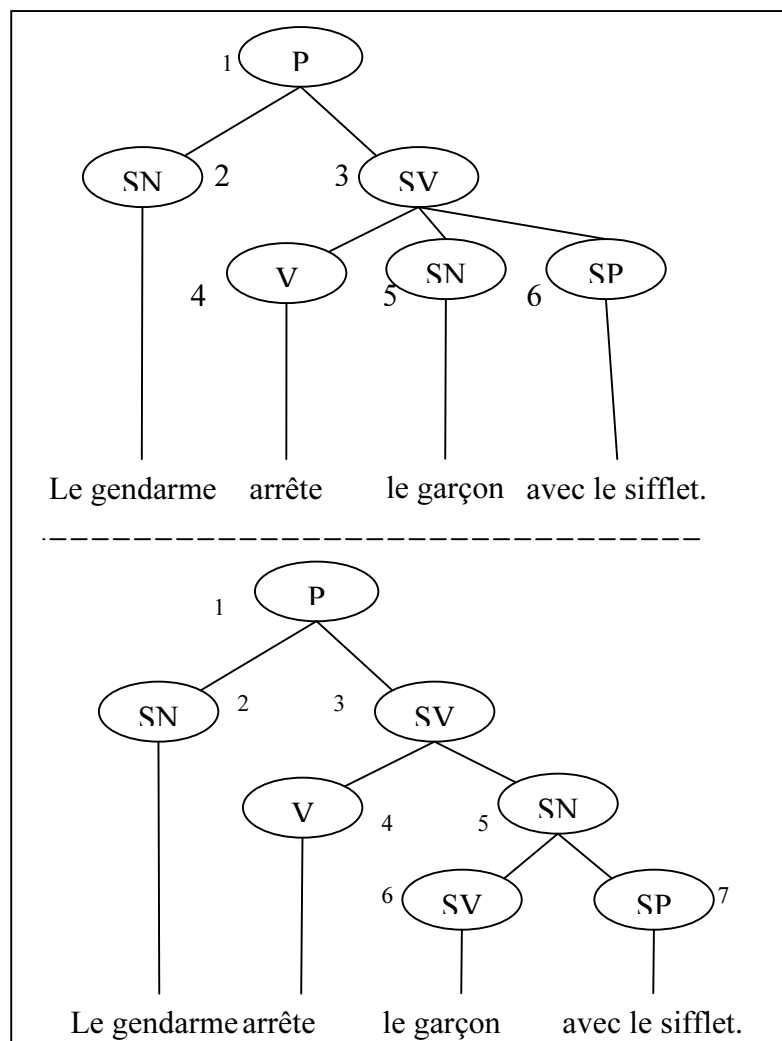 1 P
SN 2 3 SV
4 V 5 SN 6 SP
Le gendarme arrête le garçon avec le sifflet.
1 P
SN 2 3 SV
V 4 5 SN
6 SV SP 7
Le gendarme arrête le garçon avec le sifflet.